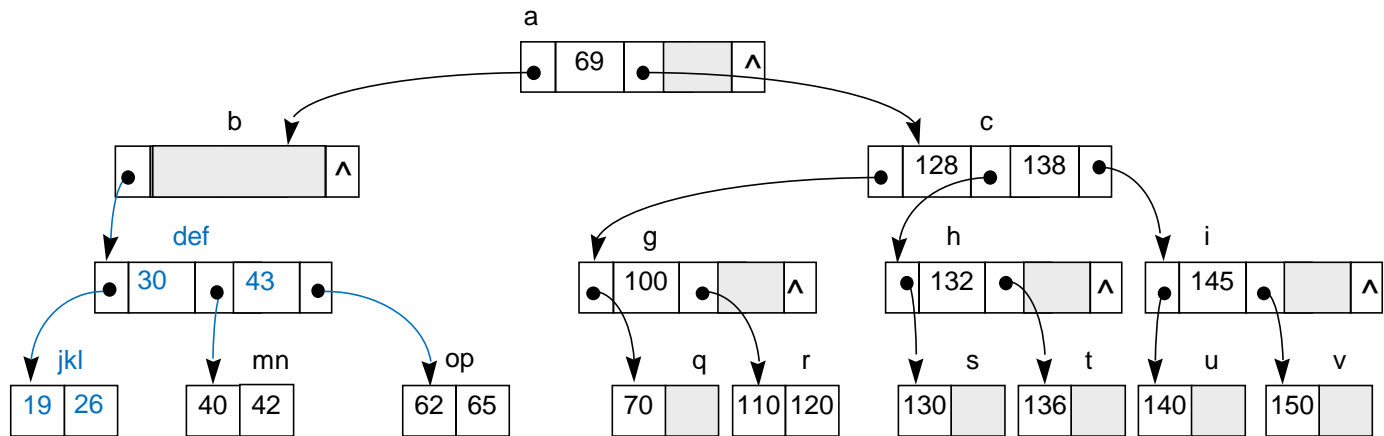 a
69 ^
b c
^ 128 138
def g h i
30 43 100 ^ 132 ^ 145 ^
jkl mn op q r s t u v
19 26 40 42 62 65 70 110 120 130 136 140 150